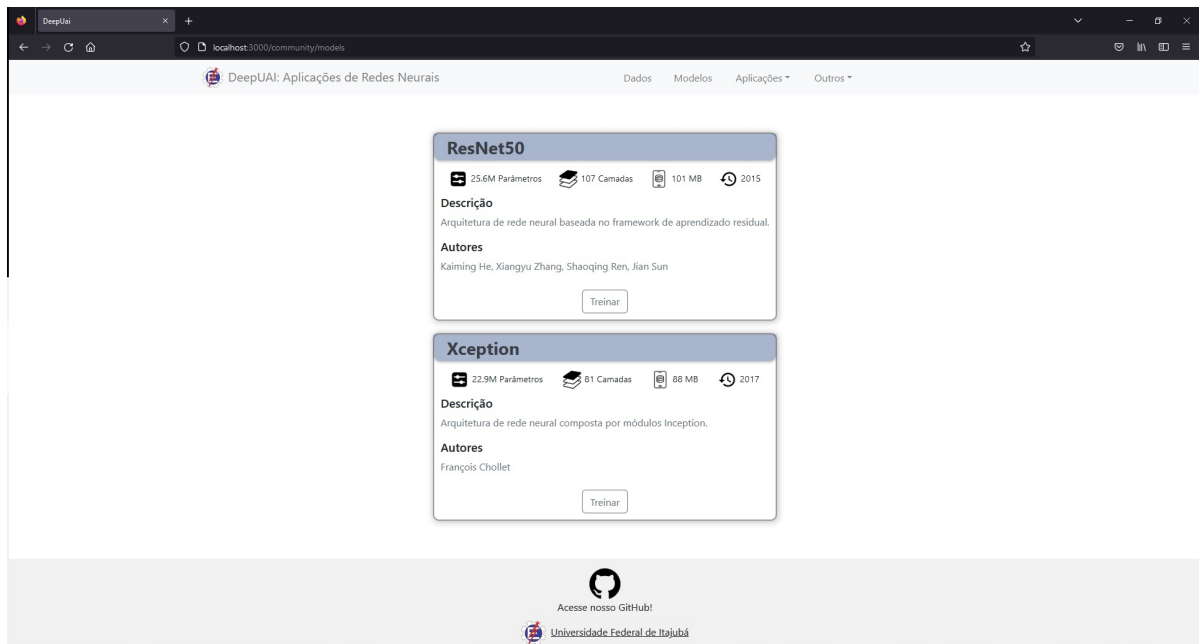 DeepUai
localhost:3000/community/models
DeepUAI: Aplicações de Redes Neurais
Dados Modelos Aplicações Outros
ResNet50
25.6M Parâmetros 107 Camadas 101 MB 2015
Descrição
Arquitetura de rede neural baseada no framework de aprendizado residual.
Autores
Kaiming He, Xiangyu Zhang, Shaoqing Ren, Jian Sun
Treinar
Xception
22.9M Parâmetros 81 Camadas 88 MB 2017
Descrição
Arquitetura de rede neural composta por módulos Inception.
Autores
François Chollet
Treinar
Acesse nosso GitHub!
Universidade Federal de Itajubá